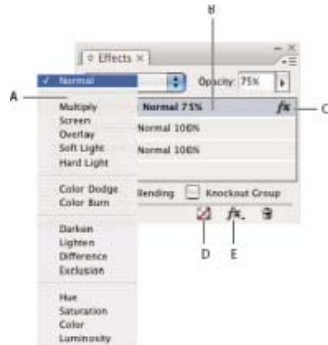 B
Effects ×
✓ Normal
Opacity: 75% 
A
Normal 75% fx
C
Multiply
Screen
Normal 100%
Overlay
Soft Light
Normal 100%
Hard Light
Color Dodge
lending Knockout Group
Color Burn
fx.
Darken
D E
Lighten
Difference
Exclusion
Hue
Saturation
Color
Luminosity